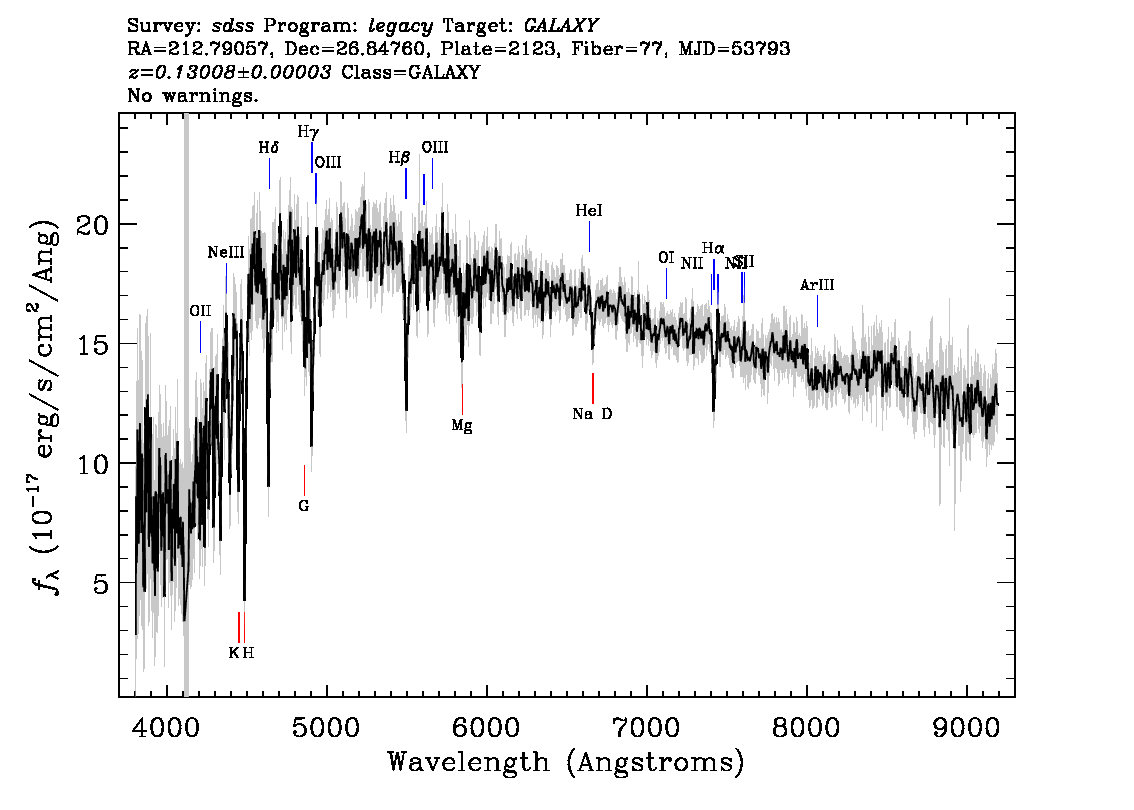 Survey: sdss Program: legacy Target: GALAXY
RA=212.79057, Dec=26.84760, Plate=2123, Fiber=77, MJD=53793
z=0.13008±0.00003 Class=GALAXY
No warnings.
Hγ
Hδ OIII Hβ OIII
HeI
NeIII OI NII Hα NII SII
ArIII
OII
Mg Na D
G
K H
20
15
10
5
fλ (10⁻¹⁷ erg/s/cm²/Ang)
4000 5000 6000 7000 8000 9000
Wavelength (Angstroms)